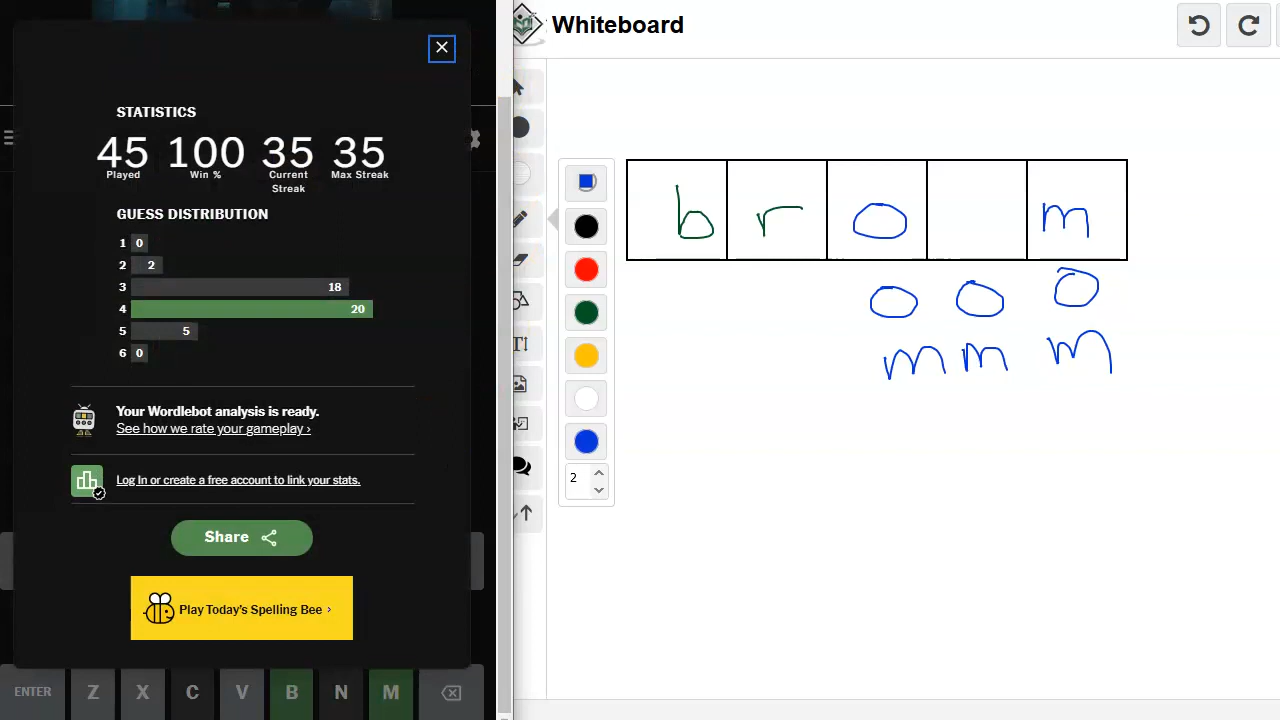 Whiteboard
STATISTICS
45 100 35 35
Played Win % Current Streak Max Streak
GUESS DISTRIBUTION
1 0
2 2
3 18
4 20
5 5
6 0
Your Wordlebot analysis is ready.
See how we rate your gameplay ›
Log In or create a free account to link your stats.
Share
Play Today's Spelling Bee ›
ENTER Z X C V B N M
b r o m
o o o
m m m
2